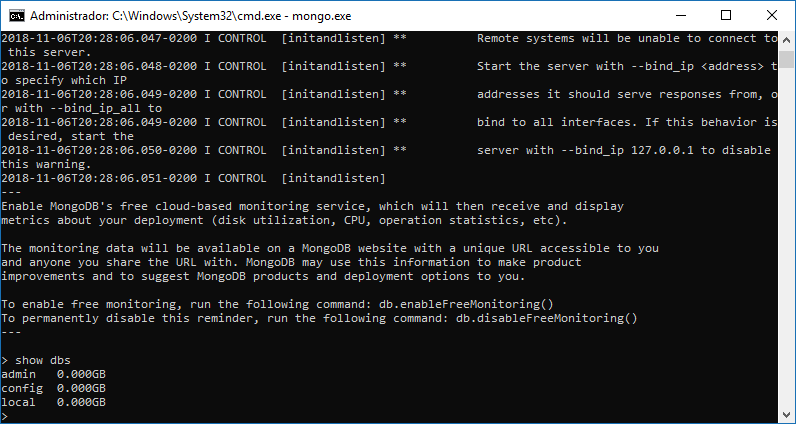 Administrador: C:\Windows\System32\cmd.exe - mongo.exe
2018-11-06T20:28:06.047-0200 I CONTROL  [initandlisten] **          Remote systems will be unable to connect to
 this server.
2018-11-06T20:28:06.048-0200 I CONTROL  [initandlisten] **          Start the server with --bind_ip <address> t
o specify which IP
2018-11-06T20:28:06.049-0200 I CONTROL  [initandlisten] **          addresses it should serve responses from, o
r with --bind_ip_all to
2018-11-06T20:28:06.049-0200 I CONTROL  [initandlisten] **          bind to all interfaces. If this behavior is
 desired, start the
2018-11-06T20:28:06.050-0200 I CONTROL  [initandlisten] **          server with --bind_ip 127.0.0.1 to disable
this warning.
2018-11-06T20:28:06.051-0200 I CONTROL  [initandlisten]
---
Enable MongoDB's free cloud-based monitoring service, which will then receive and display
metrics about your deployment (disk utilization, CPU, operation statistics, etc).
The monitoring data will be available on a MongoDB website with a unique URL accessible to you
and anyone you share the URL with. MongoDB may use this information to make product
improvements and to suggest MongoDB products and deployment options to you.
To enable free monitoring, run the following command: db.enableFreeMonitoring()
To permanently disable this reminder, run the following command: db.disableFreeMonitoring()
---
> show dbs
admin   0.000GB
config  0.000GB
local   0.000GB
>